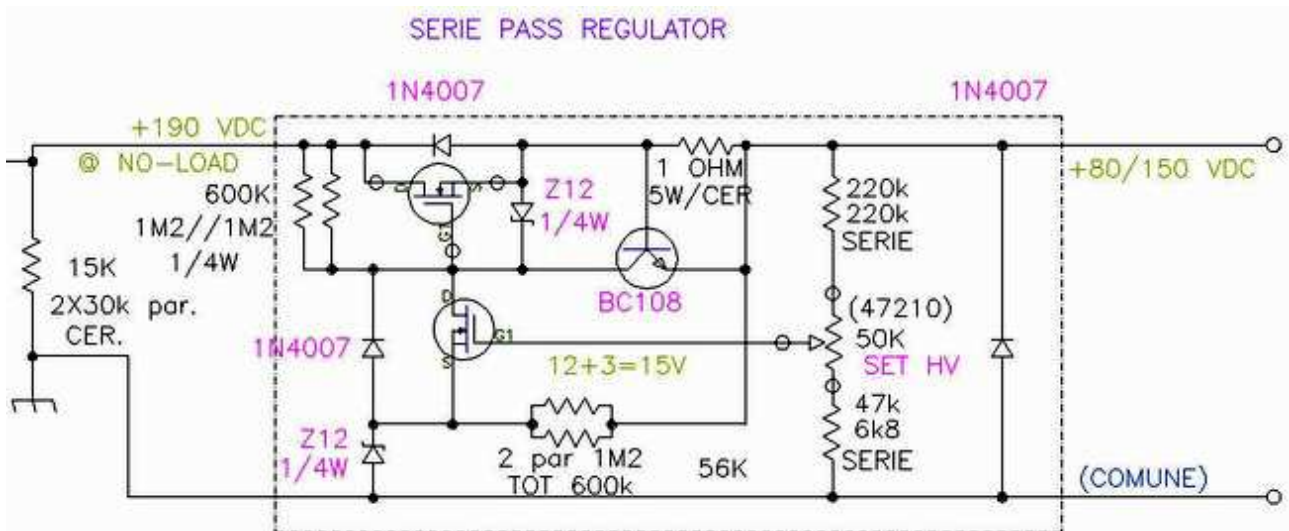 SERIE PASS REGULATOR
1N4007
1N4007
+190 VDC
@ NO-LOAD
+80/150 VDC
600K
1M2//1M2
1/4W
15K
2X30k par.
CER.
D
S
G1
Z12
1/4W
1 OHM
5W/CER
BC108
220k
220k
SERIE
(47210)
50K
SET HV
1N4007
D
G1
S
12+3=15V
Z12
1/4W
2 par 1M2
TOT 600k
56K
47k
6k8
SERIE
(COMUNE)